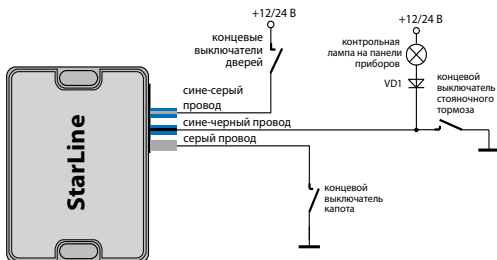 +12/24 В
концевые
выключатели
дверей
+12/24 В
контрольная
лампа на панели
приборов
VD1
концевой
выключатель
стояночного
тормоза
сине-серый
провод
сине-черный провод
серый провод
StarLine
концевой
выключатель
капота